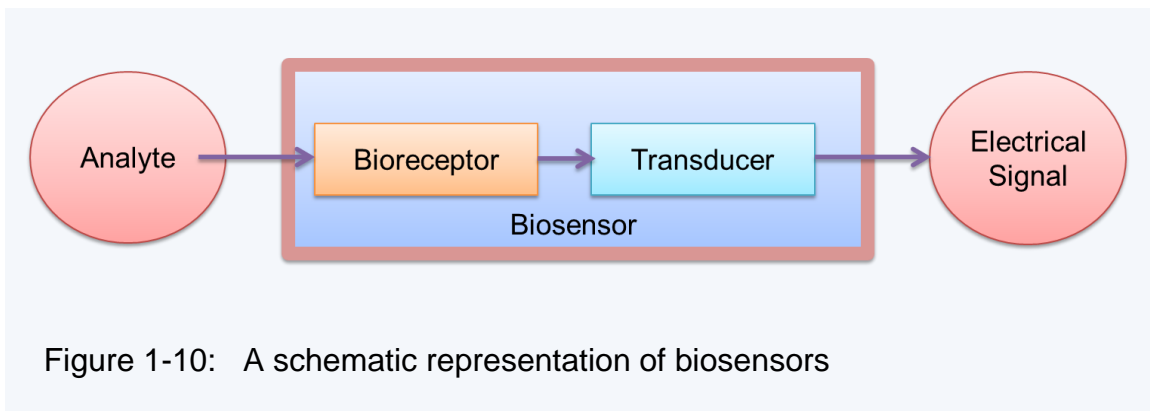 Analyte
Bioreceptor
Transducer
Electrical
Signal
Biosensor
Figure 1-10: A schematic representation of biosensors